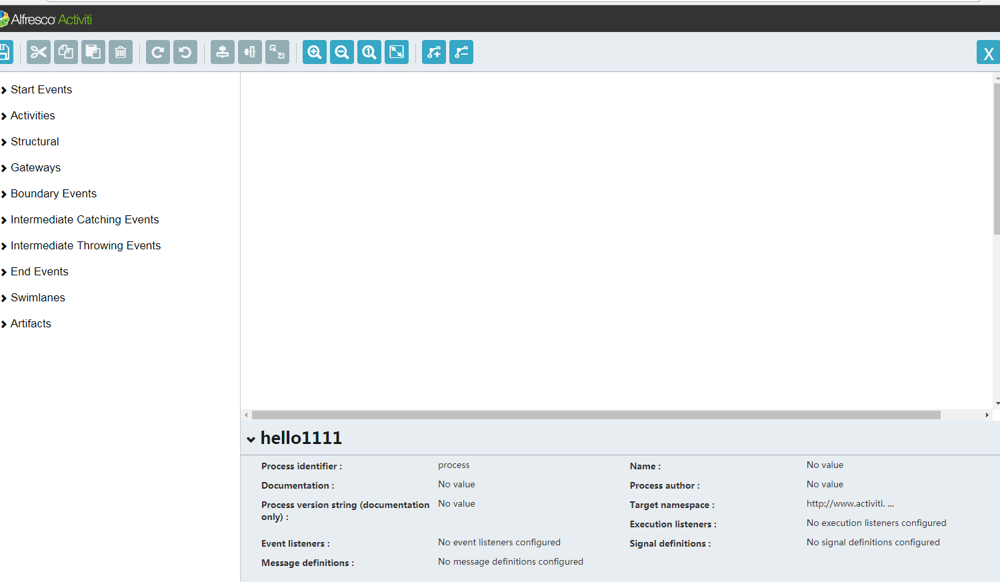 Alfresco Activiti
X
Start Events
Activities
Structural
Gateways
Boundary Events
Intermediate Catching Events
Intermediate Throwing Events
End Events
Swimlanes
Artifacts
hello1111
Process identifier : process Name : No value
Documentation : No value Process author : No value
Process version string (documentation only) : No value Target namespace : http://www.activiti. ...
Execution listeners : No execution listeners configured
Event listeners : No event listeners configured Signal definitions : No signal definitions configured
Message definitions : No message definitions configured